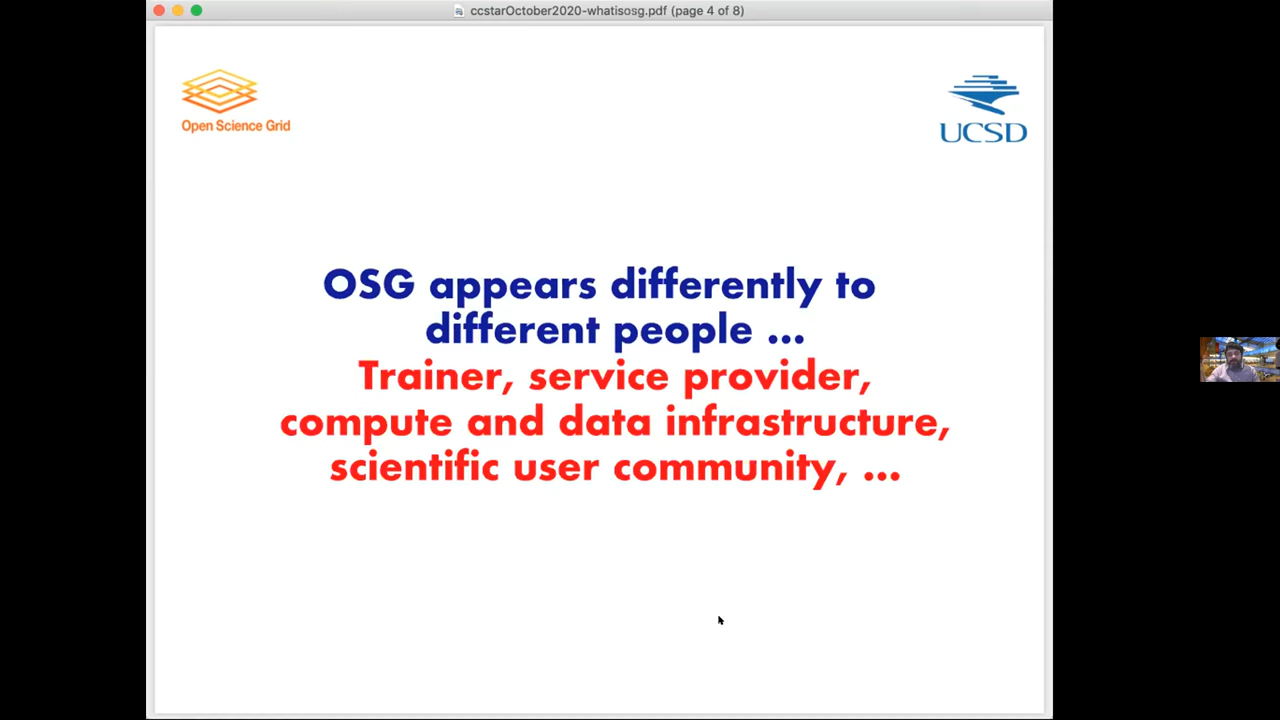 ccstarOctober2020-whatisosg.pdf (page 4 of 8)
Open Science Grid
UCSD
OSG appears differently to
different people ...
Trainer, service provider,
compute and data infrastructure,
scientific user community, ...